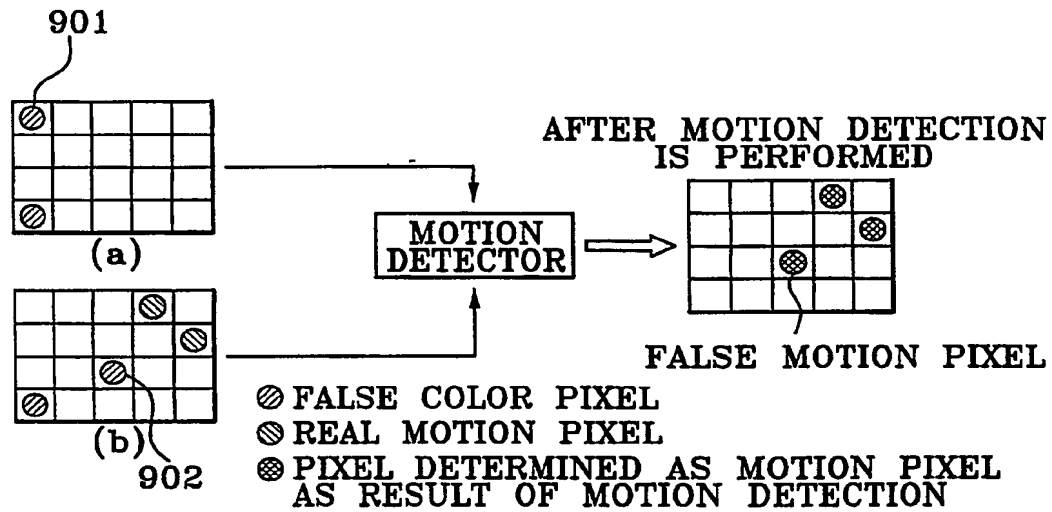 901
(a)
AFTER MOTION DETECTION
IS PERFORMED
MOTION
DETECTOR
FALSE MOTION PIXEL
(b)
902
FALSE COLOR PIXEL
REAL MOTION PIXEL
PIXEL DETERMINED AS MOTION PIXEL
AS RESULT OF MOTION DETECTION